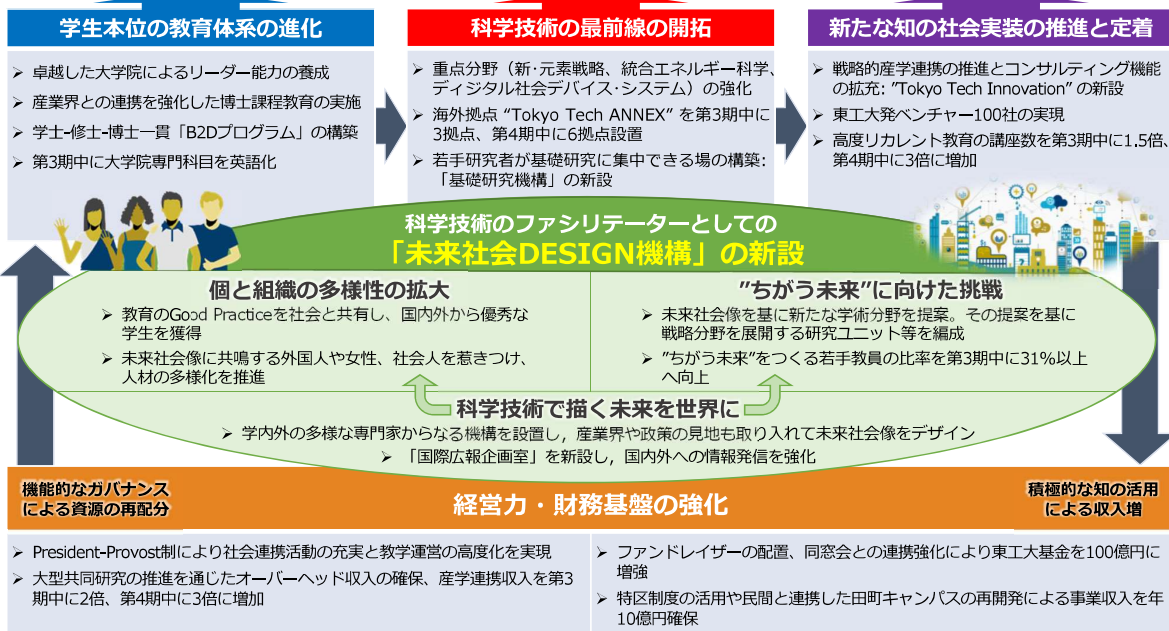 学生本位の教育体系の進化
➢ 卓越した大学院によるリーダー能力の養成
➢ 産業界との連携を強化した博士課程教育の実施
➢ 学士-修士-博士一貫「B2Dプログラム」の構築
➢ 第3期中に大学院専門科目を英語化
科学技術の最前線の開拓
➢ 重点分野（新･元素戦略、統合エネルギー科学、
ディジタル社会デバイス･システム）の強化
➢ 海外拠点 “Tokyo Tech ANNEX” を第3期中に
3拠点、第4期中に6拠点設置
➢ 若手研究者が基礎研究に集中できる場の構築:
「基礎研究機構」の新設
新たな知の社会実装の推進と定着
➢ 戦略的産学連携の推進とコンサルティング機能
の拡充: ”Tokyo Tech Innovation” の新設
➢ 東工大発ベンチャー100社の実現
➢ 高度リカレント教育の講座数を第3期中に1.5倍、
第4期中に3倍に増加
科学技術のファシリテーターとしての
「未来社会DESIGN機構」の新設
個と組織の多様性の拡大
➢ 教育のGood Practiceを社会と共有し、国内外から優秀な
学生を獲得
➢ 未来社会像に共鳴する外国人や女性、社会人を惹きつけ、
人材の多様化を推進
”ちがう未来”に向けた挑戦
➢ 未来社会像を基に新たな学術分野を提案。その提案を基に
戦略分野を展開する研究ユニット等を編成
➢ ”ちがう未来”をつくる若手教員の比率を第3期中に31％以上
へ向上
科学技術で描く未来を世界に
➢ 学内外の多様な専門家からなる機構を設置し，産業界や政策の見地も取り入れて未来社会像をデザイン
➢ 「国際広報企画室」を新設し，国内外への情報発信を強化
機能的なガバナンス
による資源の再配分
経営力・財務基盤の強化
積極的な知の活用
による収入増
➢ President-Provost制により社会連携活動の充実と教学運営の高度化を実現
➢ 大型共同研究の推進を通じたオーバーヘッド収入の確保、産学連携収入を第3
期中に2倍、第4期中に3倍に増加
➢ ファンドレイザーの配置、同窓会との連携強化により東工大基金を100億円に
増強
➢ 特区制度の活用や民間と連携した田町キャンパスの再開発による事業収入を年
10億円確保